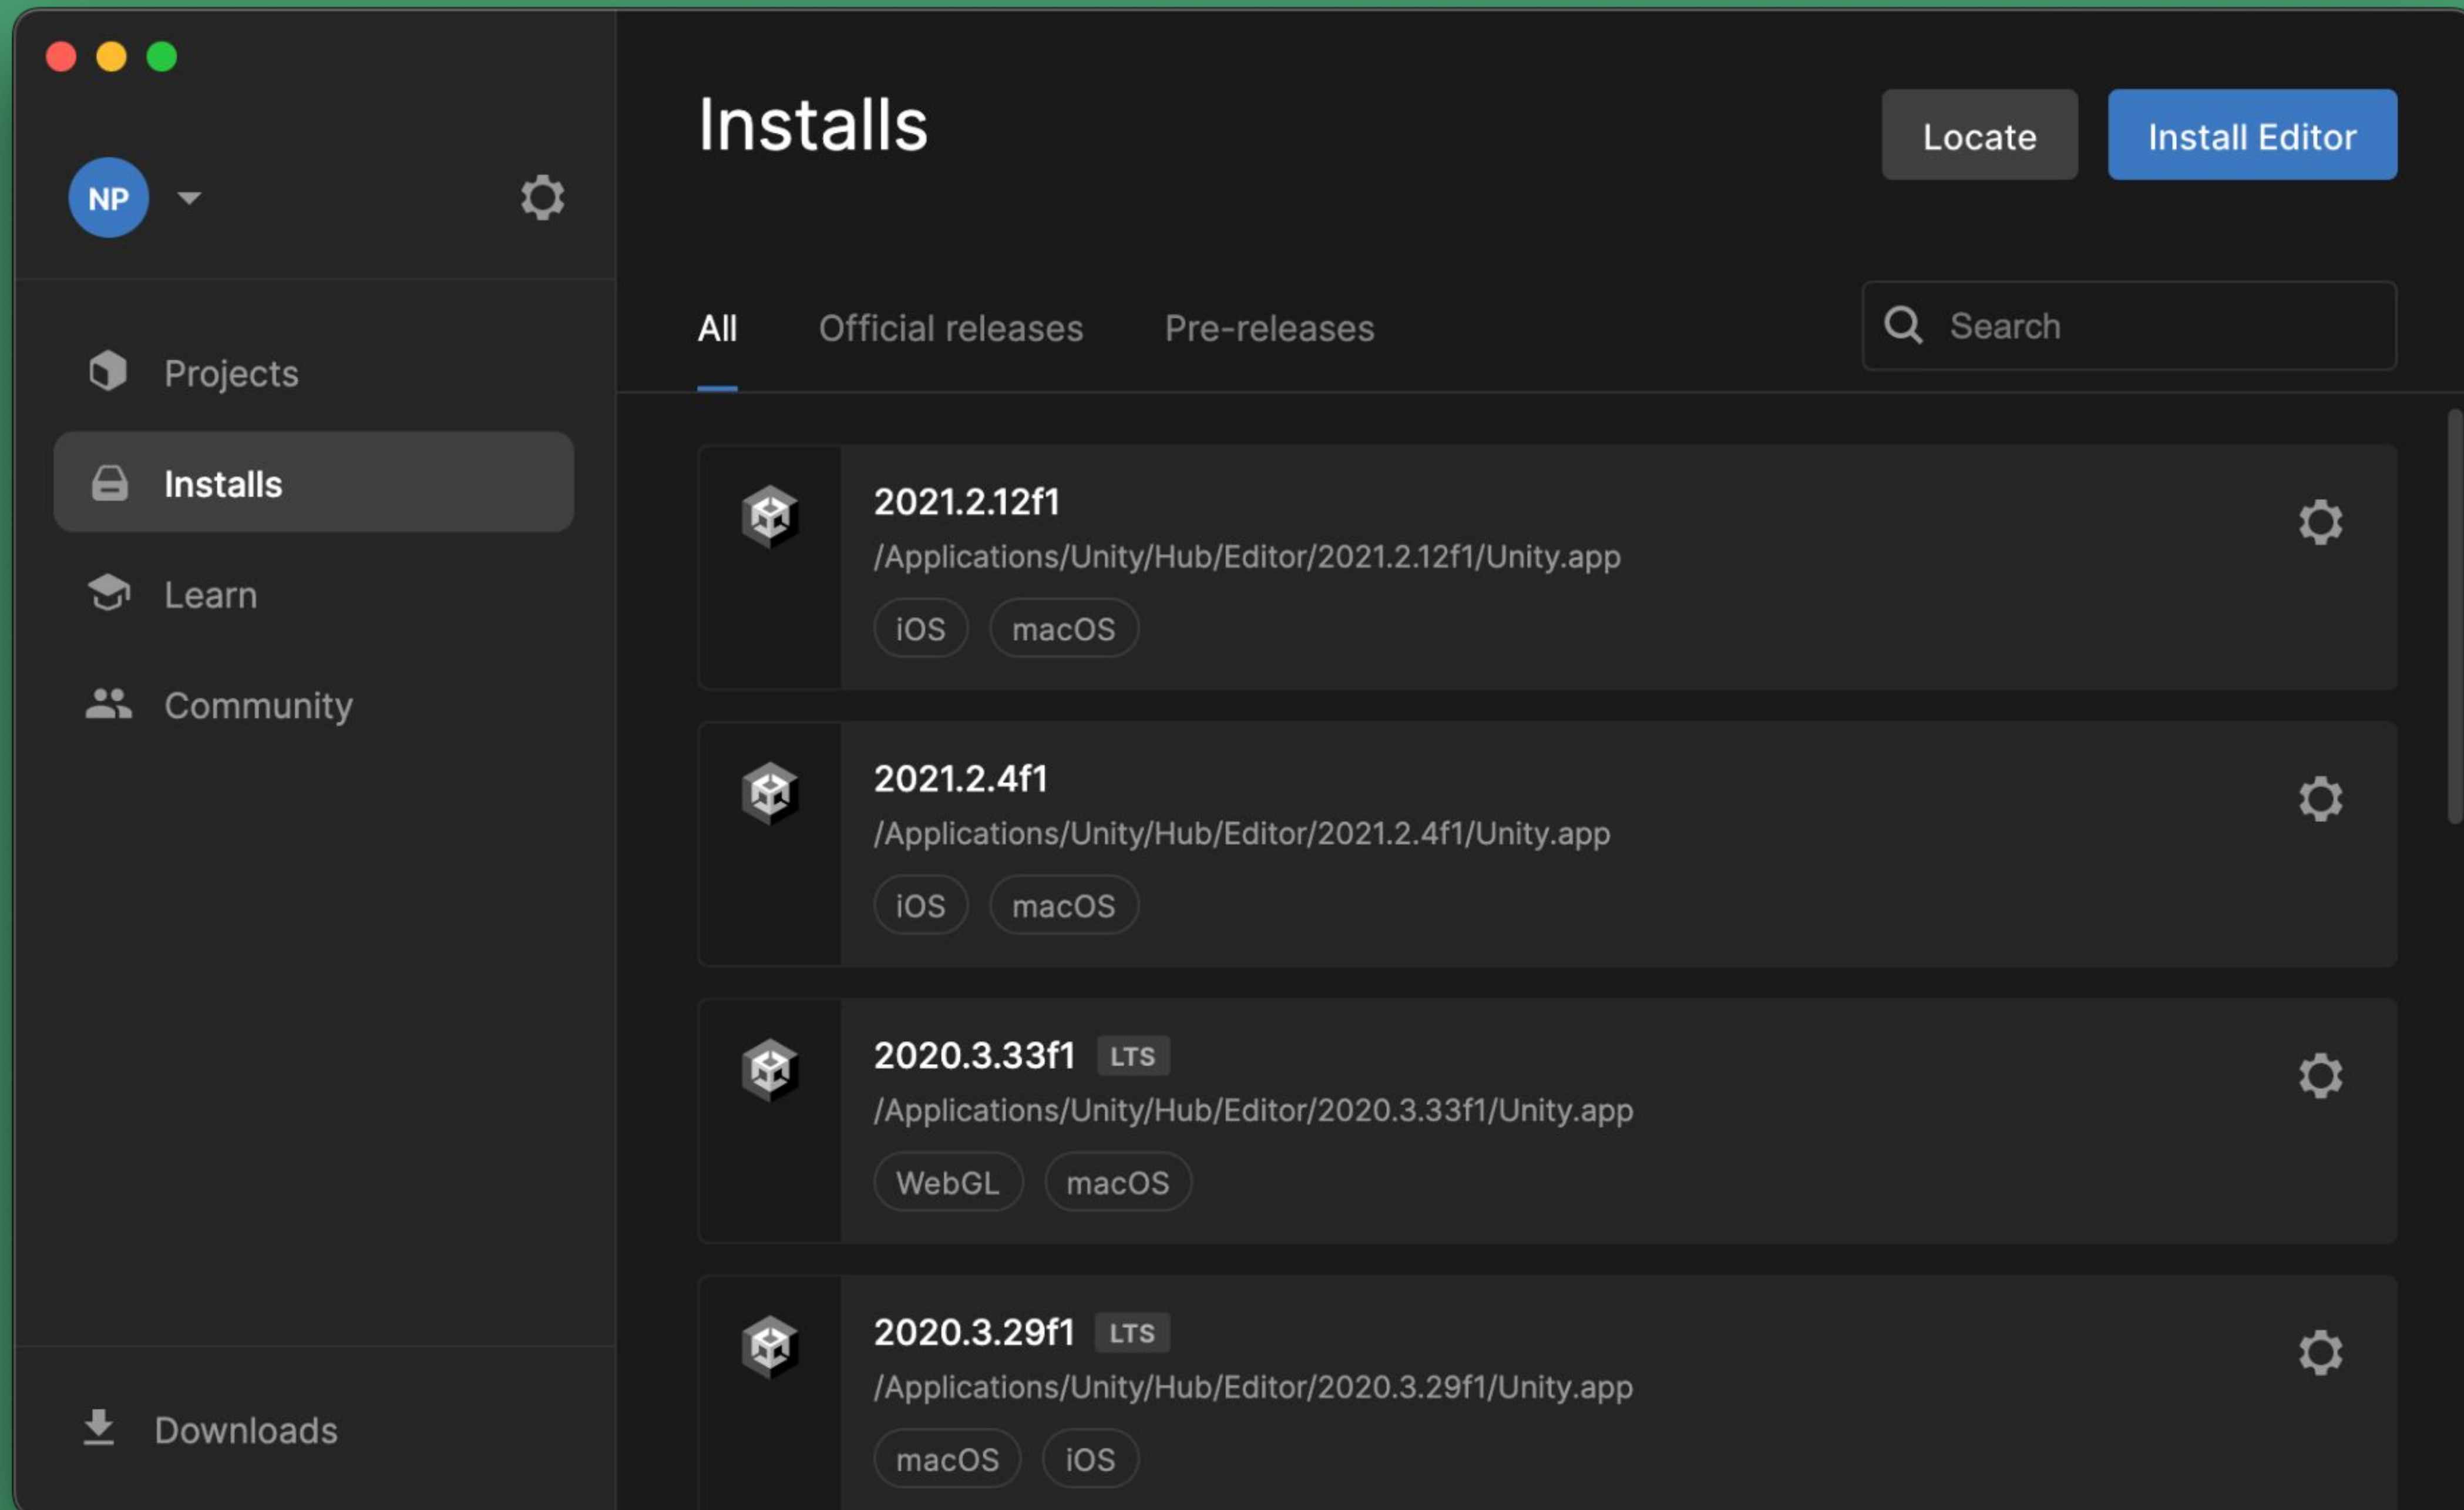 NP
Projects
Installs
Learn
Community
Downloads
Installs
Locate
Install Editor
All
Official releases
Pre-releases
Search
2021.2.12f1
/Applications/Unity/Hub/Editor/2021.2.12f1/Unity.app
iOS
macOS
2021.2.4f1
/Applications/Unity/Hub/Editor/2021.2.4f1/Unity.app
iOS
macOS
2020.3.33f1 LTS
/Applications/Unity/Hub/Editor/2020.3.33f1/Unity.app
WebGL
macOS
2020.3.29f1 LTS
/Applications/Unity/Hub/Editor/2020.3.29f1/Unity.app
macOS
iOS